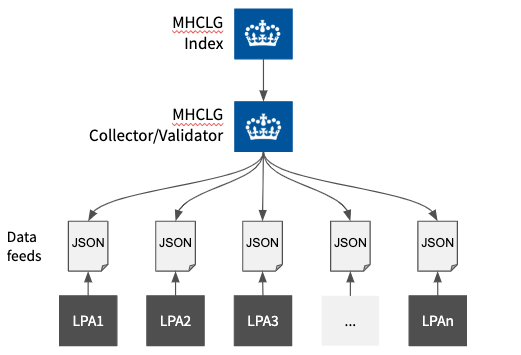 MHCLG
Index
MHCLG
Collector/Validator
Data
feeds
JSON
JSON
JSON
JSON
JSON
LPA1
LPA2
LPA3
...
LPAn